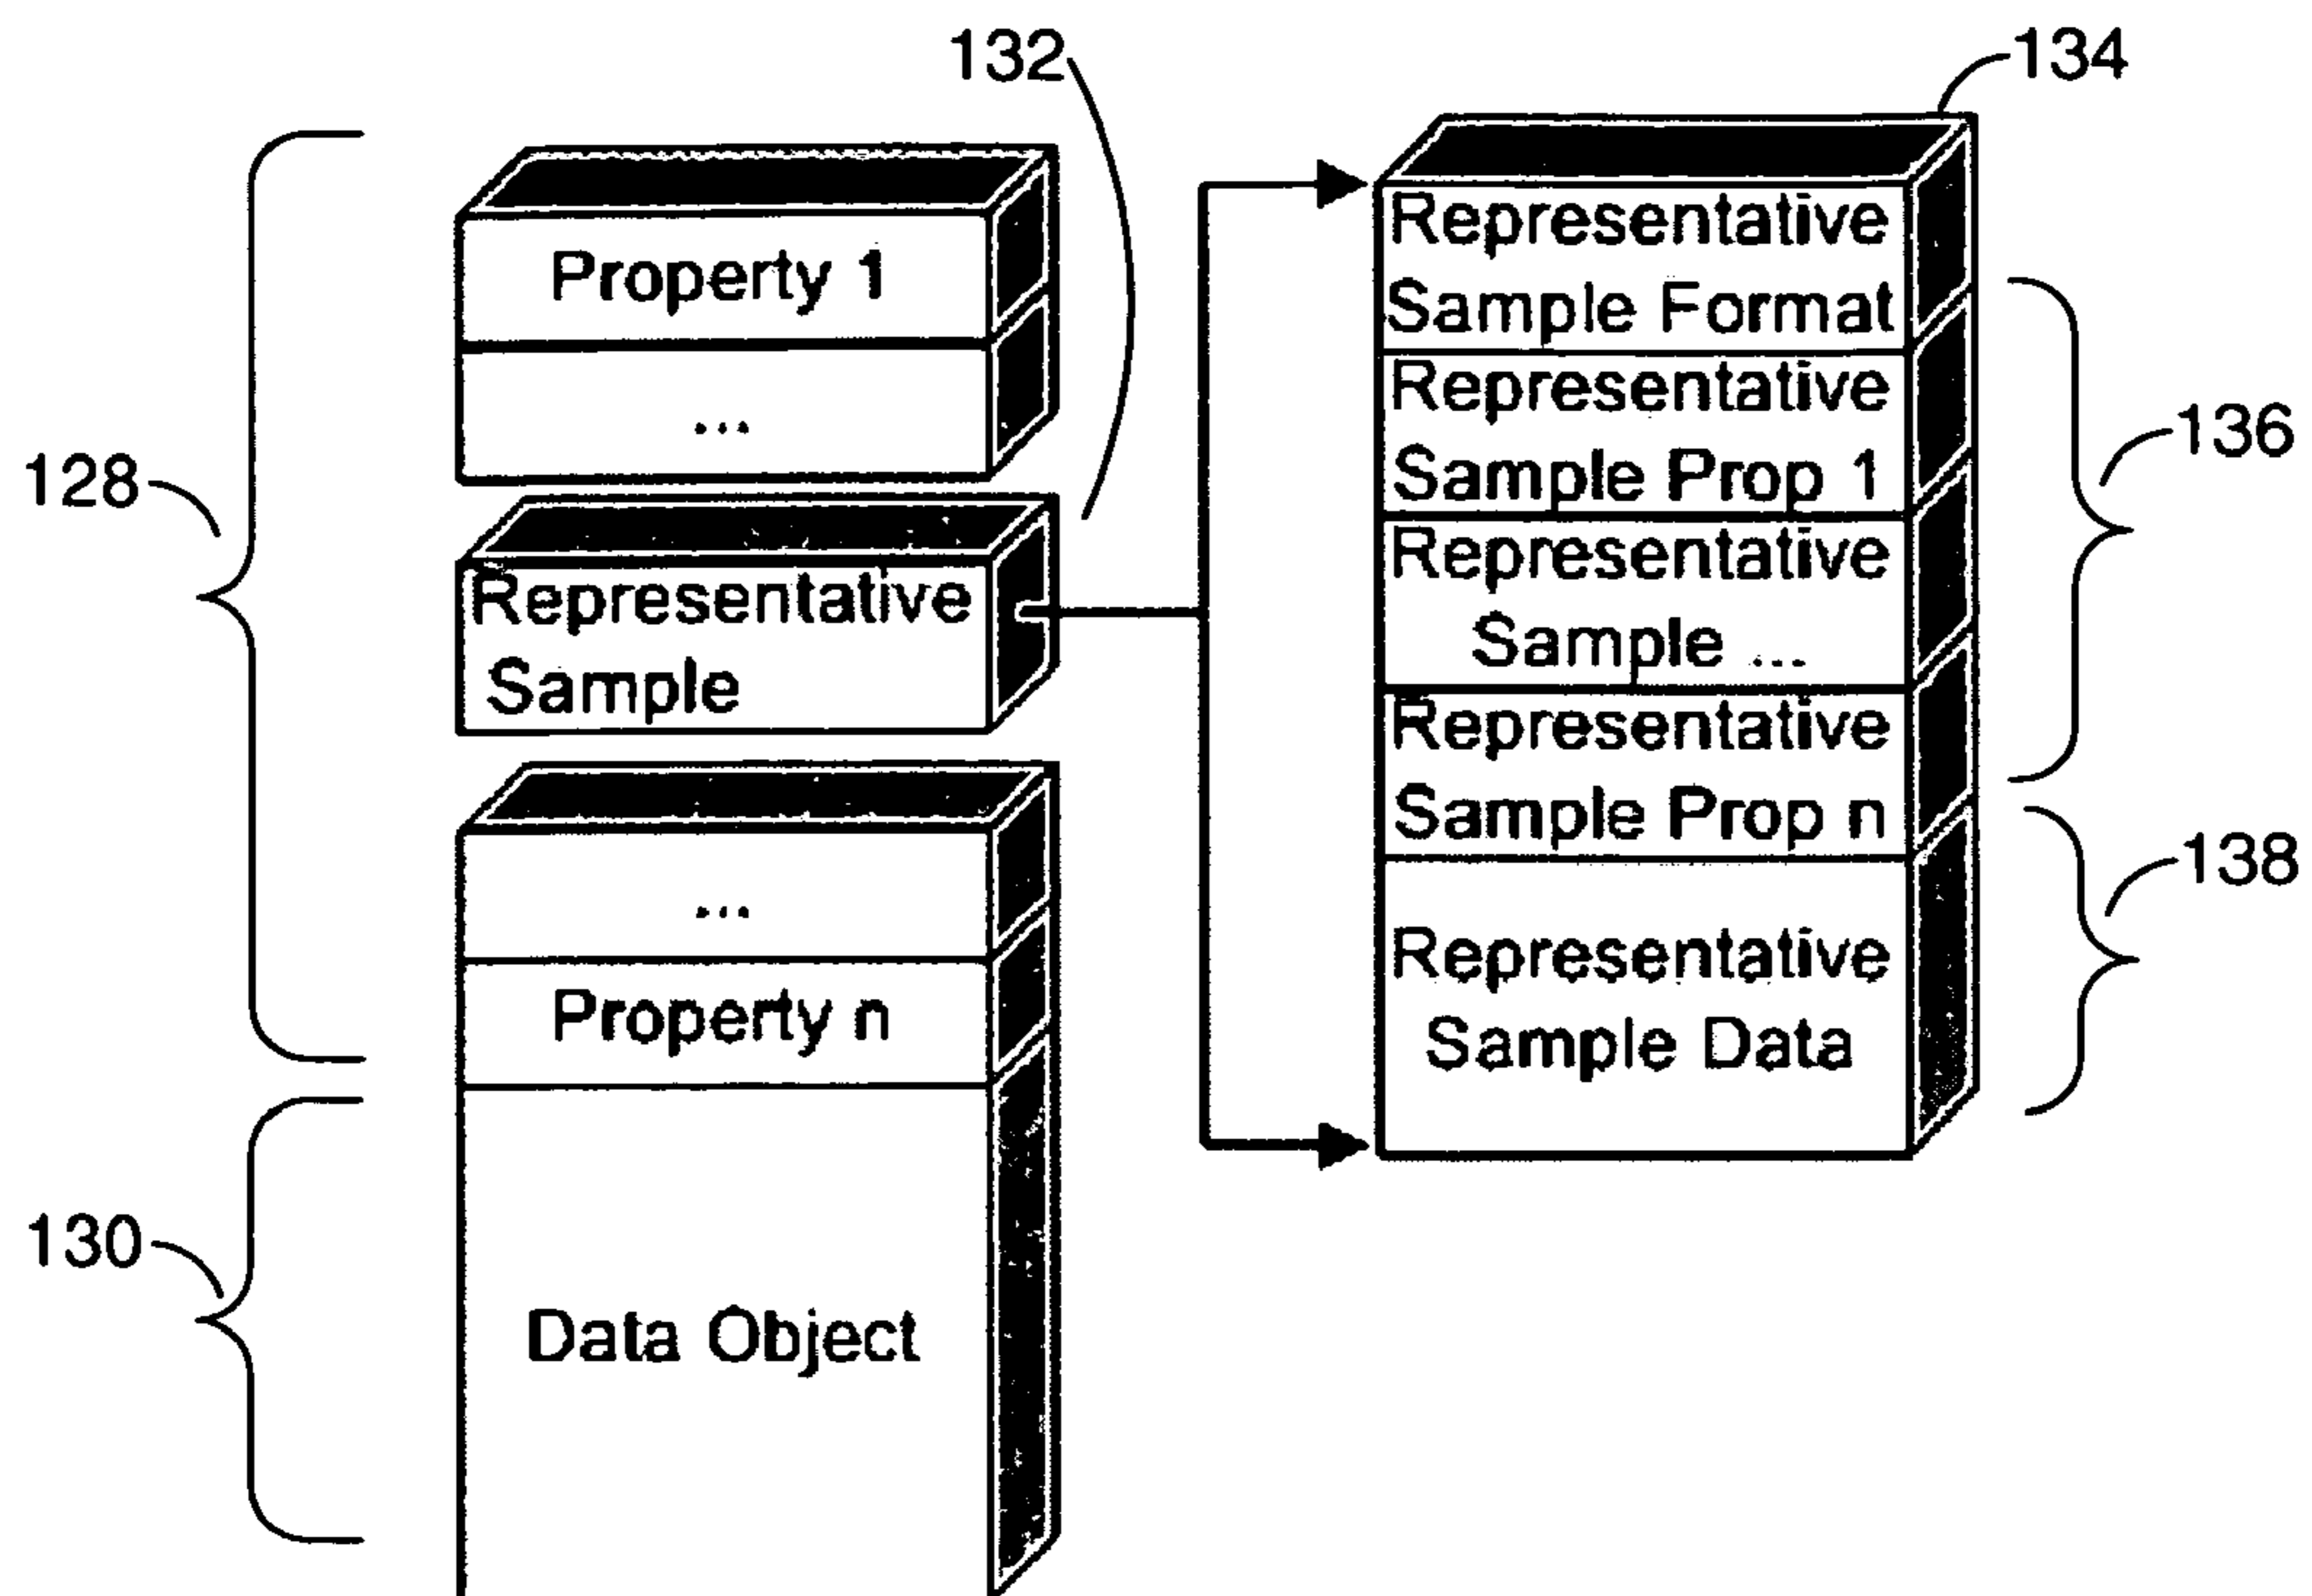 132
134
Property 1
...
128
Representative
Sample
...
Property n
130
Data Object
Representative
Sample Format
Representative
Sample Prop 1
Representative
Sample ...
Representative
Sample Prop n
Representative
Sample Data
136
138